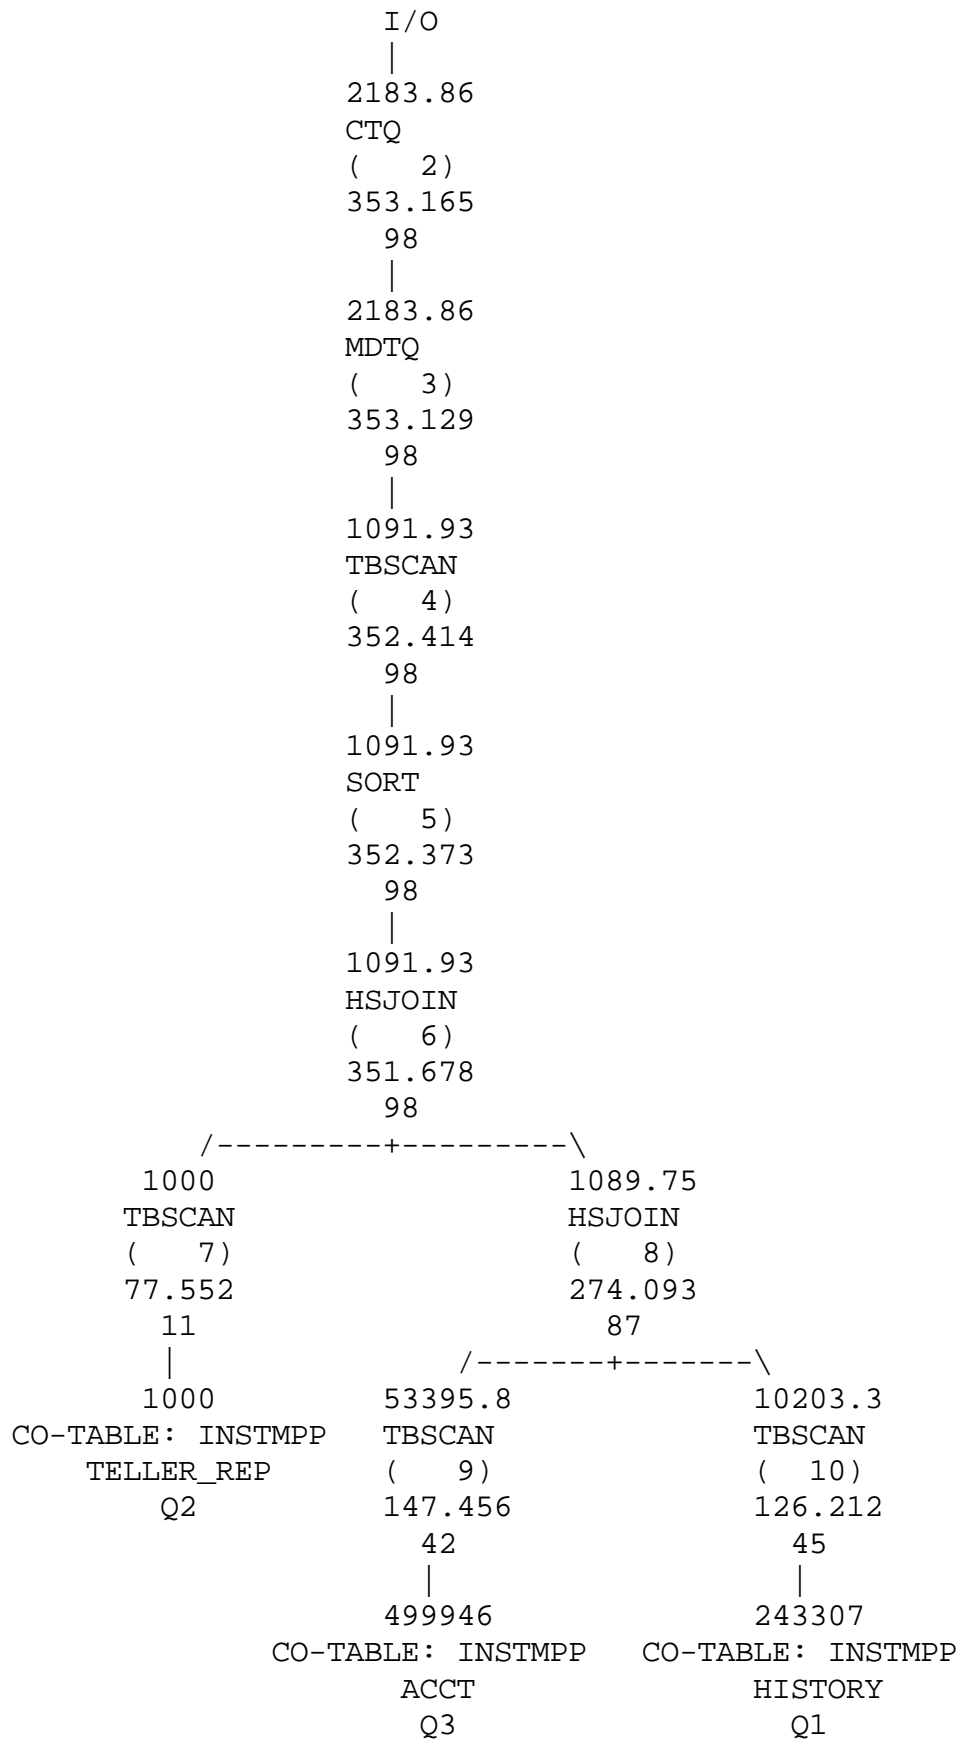 I/O
                    |
                  2183.86
                  CTQ
                  (   2)
                  353.165
                    98
                    |
                  2183.86
                  MDTQ
                  (   3)
                  353.129
                    98
                    |
                  1091.93
                  TBSCAN
                  (   4)
                  352.414
                    98
                    |
                  1091.93
                  SORT
                  (   5)
                  352.373
                    98
                    |
                  1091.93
                  HSJOIN
                  (   6)
                  351.678
                    98
          /---------+---------\
       1000                   1089.75
      TBSCAN                  HSJOIN
      (   7)                  (   8)
      77.552                  274.093
        11                      87
        |               /-------+-------\
       1000         53395.8             10203.3
CO-TABLE: INSTMPP   TBSCAN              TBSCAN
    TELLER_REP      (   9)              (  10)
        Q2          147.456             126.212
                      42                  45
                      |                   |
                    499946              243307
              CO-TABLE: INSTMPP   CO-TABLE: INSTMPP
                     ACCT               HISTORY
                      Q3                  Q1